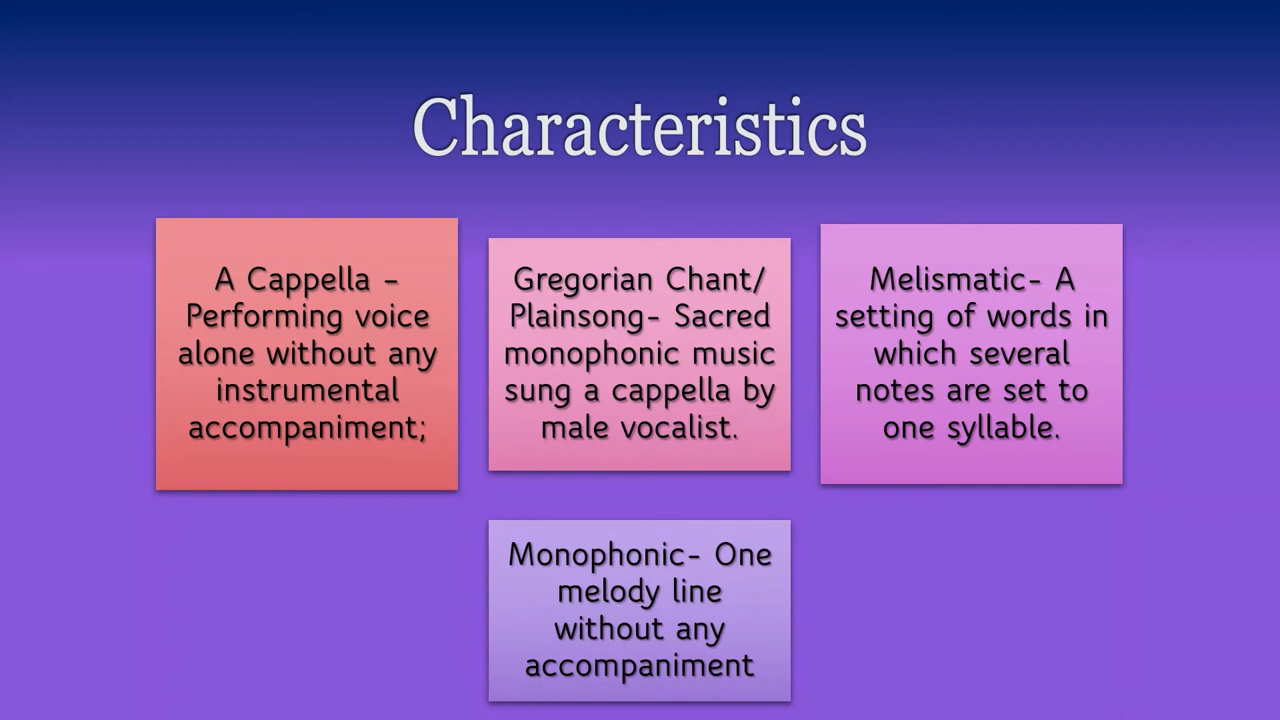 Characteristics
A Cappella –
Performing voice
alone without any
instrumental
accompaniment;
Gregorian Chant/
Plainsong- Sacred
monophonic music
sung a cappella by
male vocalist.
Melismatic- A
setting of words in
which several
notes are set to
one syllable.
Monophonic- One
melody line
without any
accompaniment